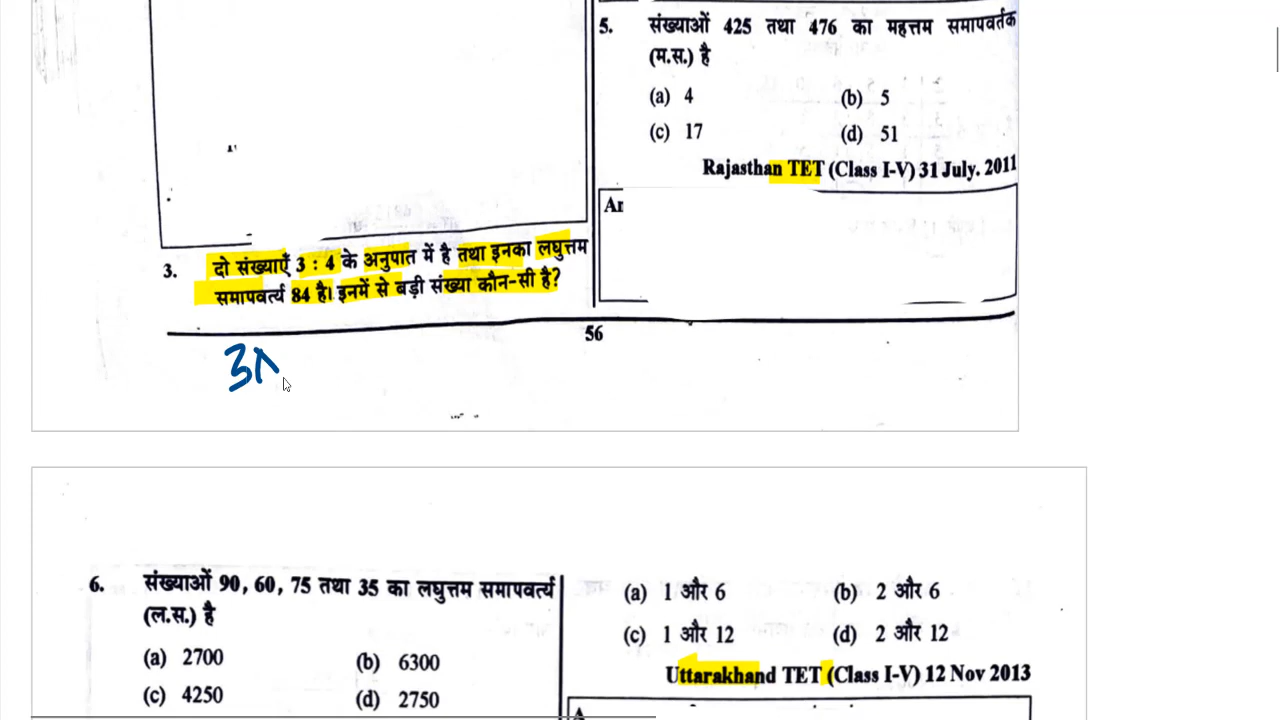 5. संख्याओं 425 तथा 476 का महत्तम समापवर्तक
(म.स.) है
(a) 4 (b) 5
(c) 17 (d) 51
Rajasthan TET (Class I-V) 31 July. 2011
3. दो संख्याएँ 3 : 4 के अनुपात में है तथा इनका लघुत्तम
समापवर्त्य 84 है। इनमें से बड़ी संख्या कौन-सी है?
56
6. संख्याओं 90, 60, 75 तथा 35 का लघुत्तम समापवर्त्य
(ल.स.) है
(a) 2700 (b) 6300
(c) 4250 (d) 2750
(a) 1 और 6 (b) 2 और 6
(c) 1 और 12 (d) 2 और 12
Uttarakhand TET (Class I-V) 12 Nov 2013